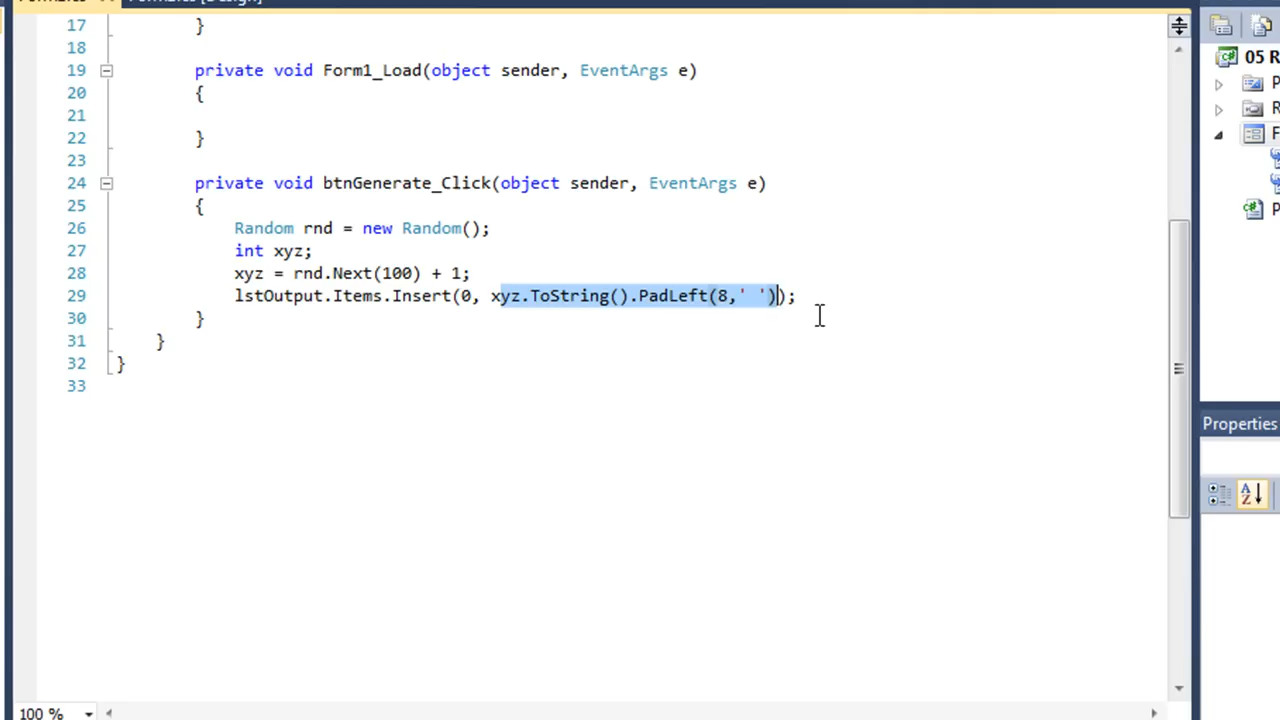 17 }
18
19 private void Form1_Load(object sender, EventArgs e)
20 {
21
22 }
23
24 private void btnGenerate_Click(object sender, EventArgs e)
25 {
26 Random rnd = new Random();
27 int xyz;
28 xyz = rnd.Next(100) + 1;
29 lstOutput.Items.Insert(0, xyz.ToString().PadLeft(8,' '));
30 }
31 }
32 }
33
05 R
P
R
F
P
Properties
100 %